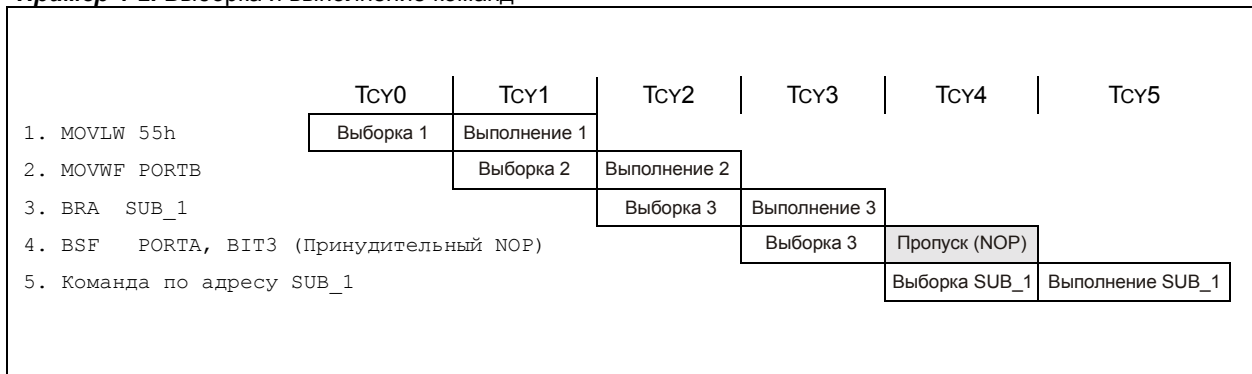 Пример 4-2. Выборка и выполнение команд
TCY0 TCY1 TCY2 TCY3 TCY4 TCY5
1. MOVLW 55h Выборка 1 Выполнение 1
2. MOVWF PORTB Выборка 2 Выполнение 2
3. BRA SUB_1 Выборка 3 Выполнение 3
4. BSF PORTA, BIT3 (Принудительный NOP) Выборка 3 Пропуск (NOP)
5. Команда по адресу SUB_1 Выборка SUB_1 Выполнение SUB_1